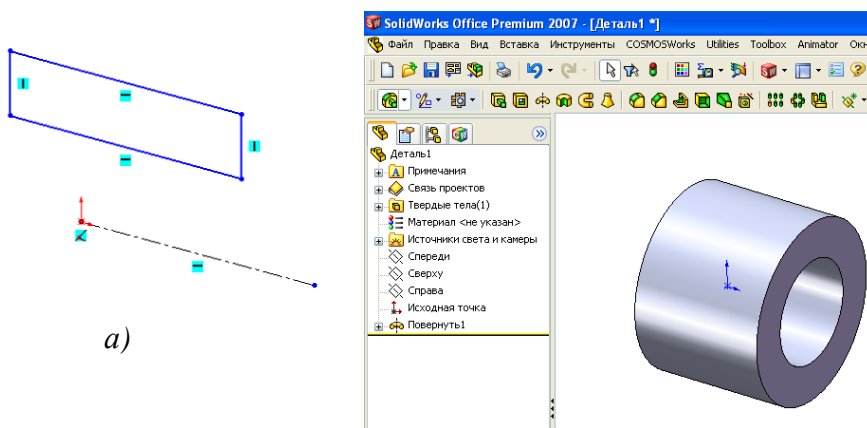 SolidWorks Office Premium 2007 - [Деталь1 *]
Файл Правка Вид Вставка Инструменты COSMOSWorks Utilities Toolbox Animator Окн
Деталь1
Примечания
Связь проектов
Твердые тела(1)
Материал <не указан>
Источники света и камеры
Спереди
Сверху
Справа
Исходная точка
Повернуть1
а)